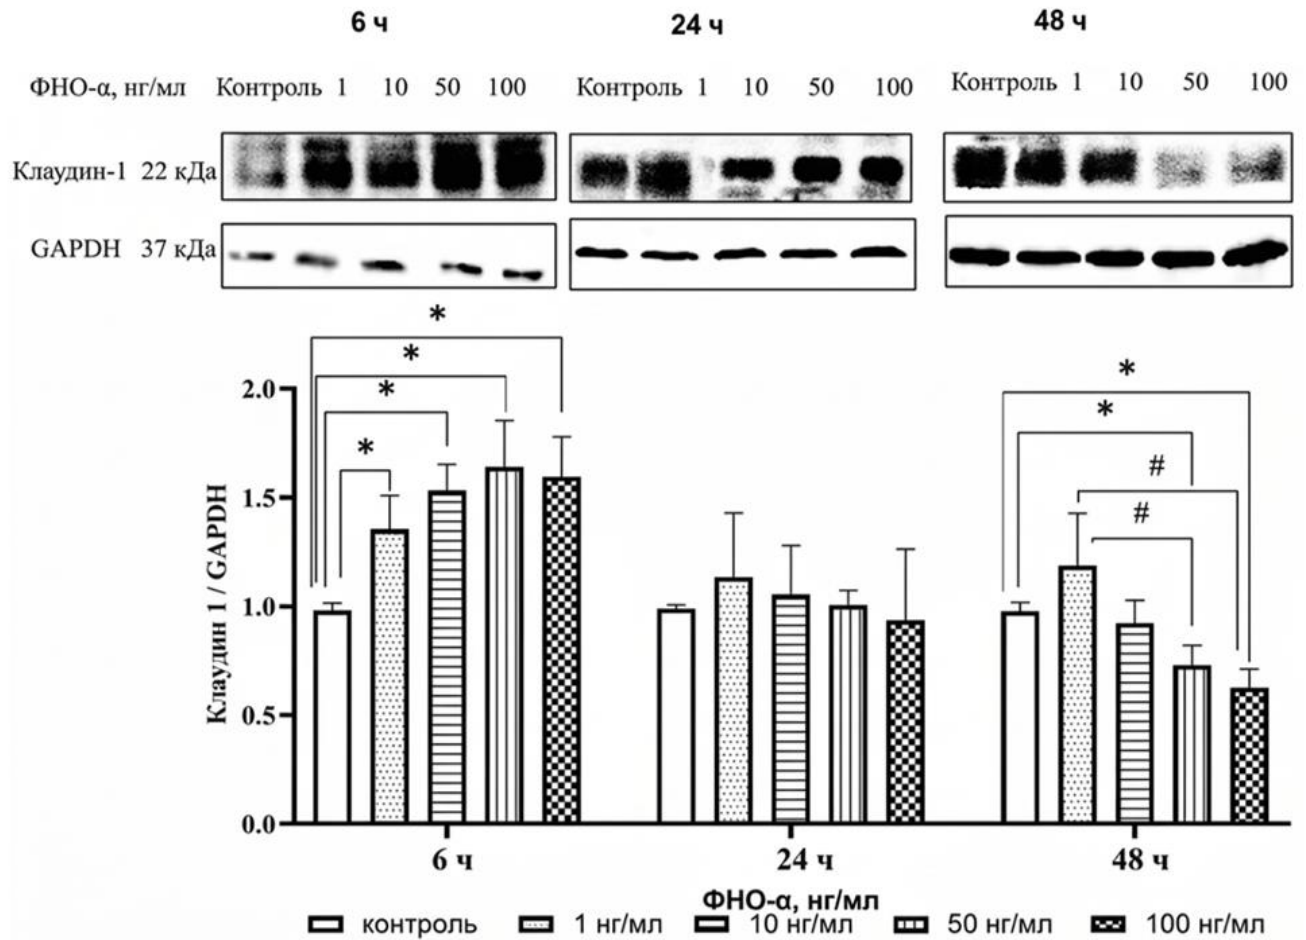 6 ч 24 ч 48 ч
ФНО-α, нг/мл Контроль 1 10 50 100 Контроль 1 10 50 100 Контроль 1 10 50 100
Клаудин-1 22 кДа
GAPDH 37 кДа
*
*
*
*
*
*
#
#
2.0
1.5
1.0
0.5
0.0
Клаудин 1 / GAPDH
6 ч 24 ч 48 ч
ФНО-α, нг/мл
контроль 1 нг/мл 10 нг/мл 50 нг/мл 100 нг/мл